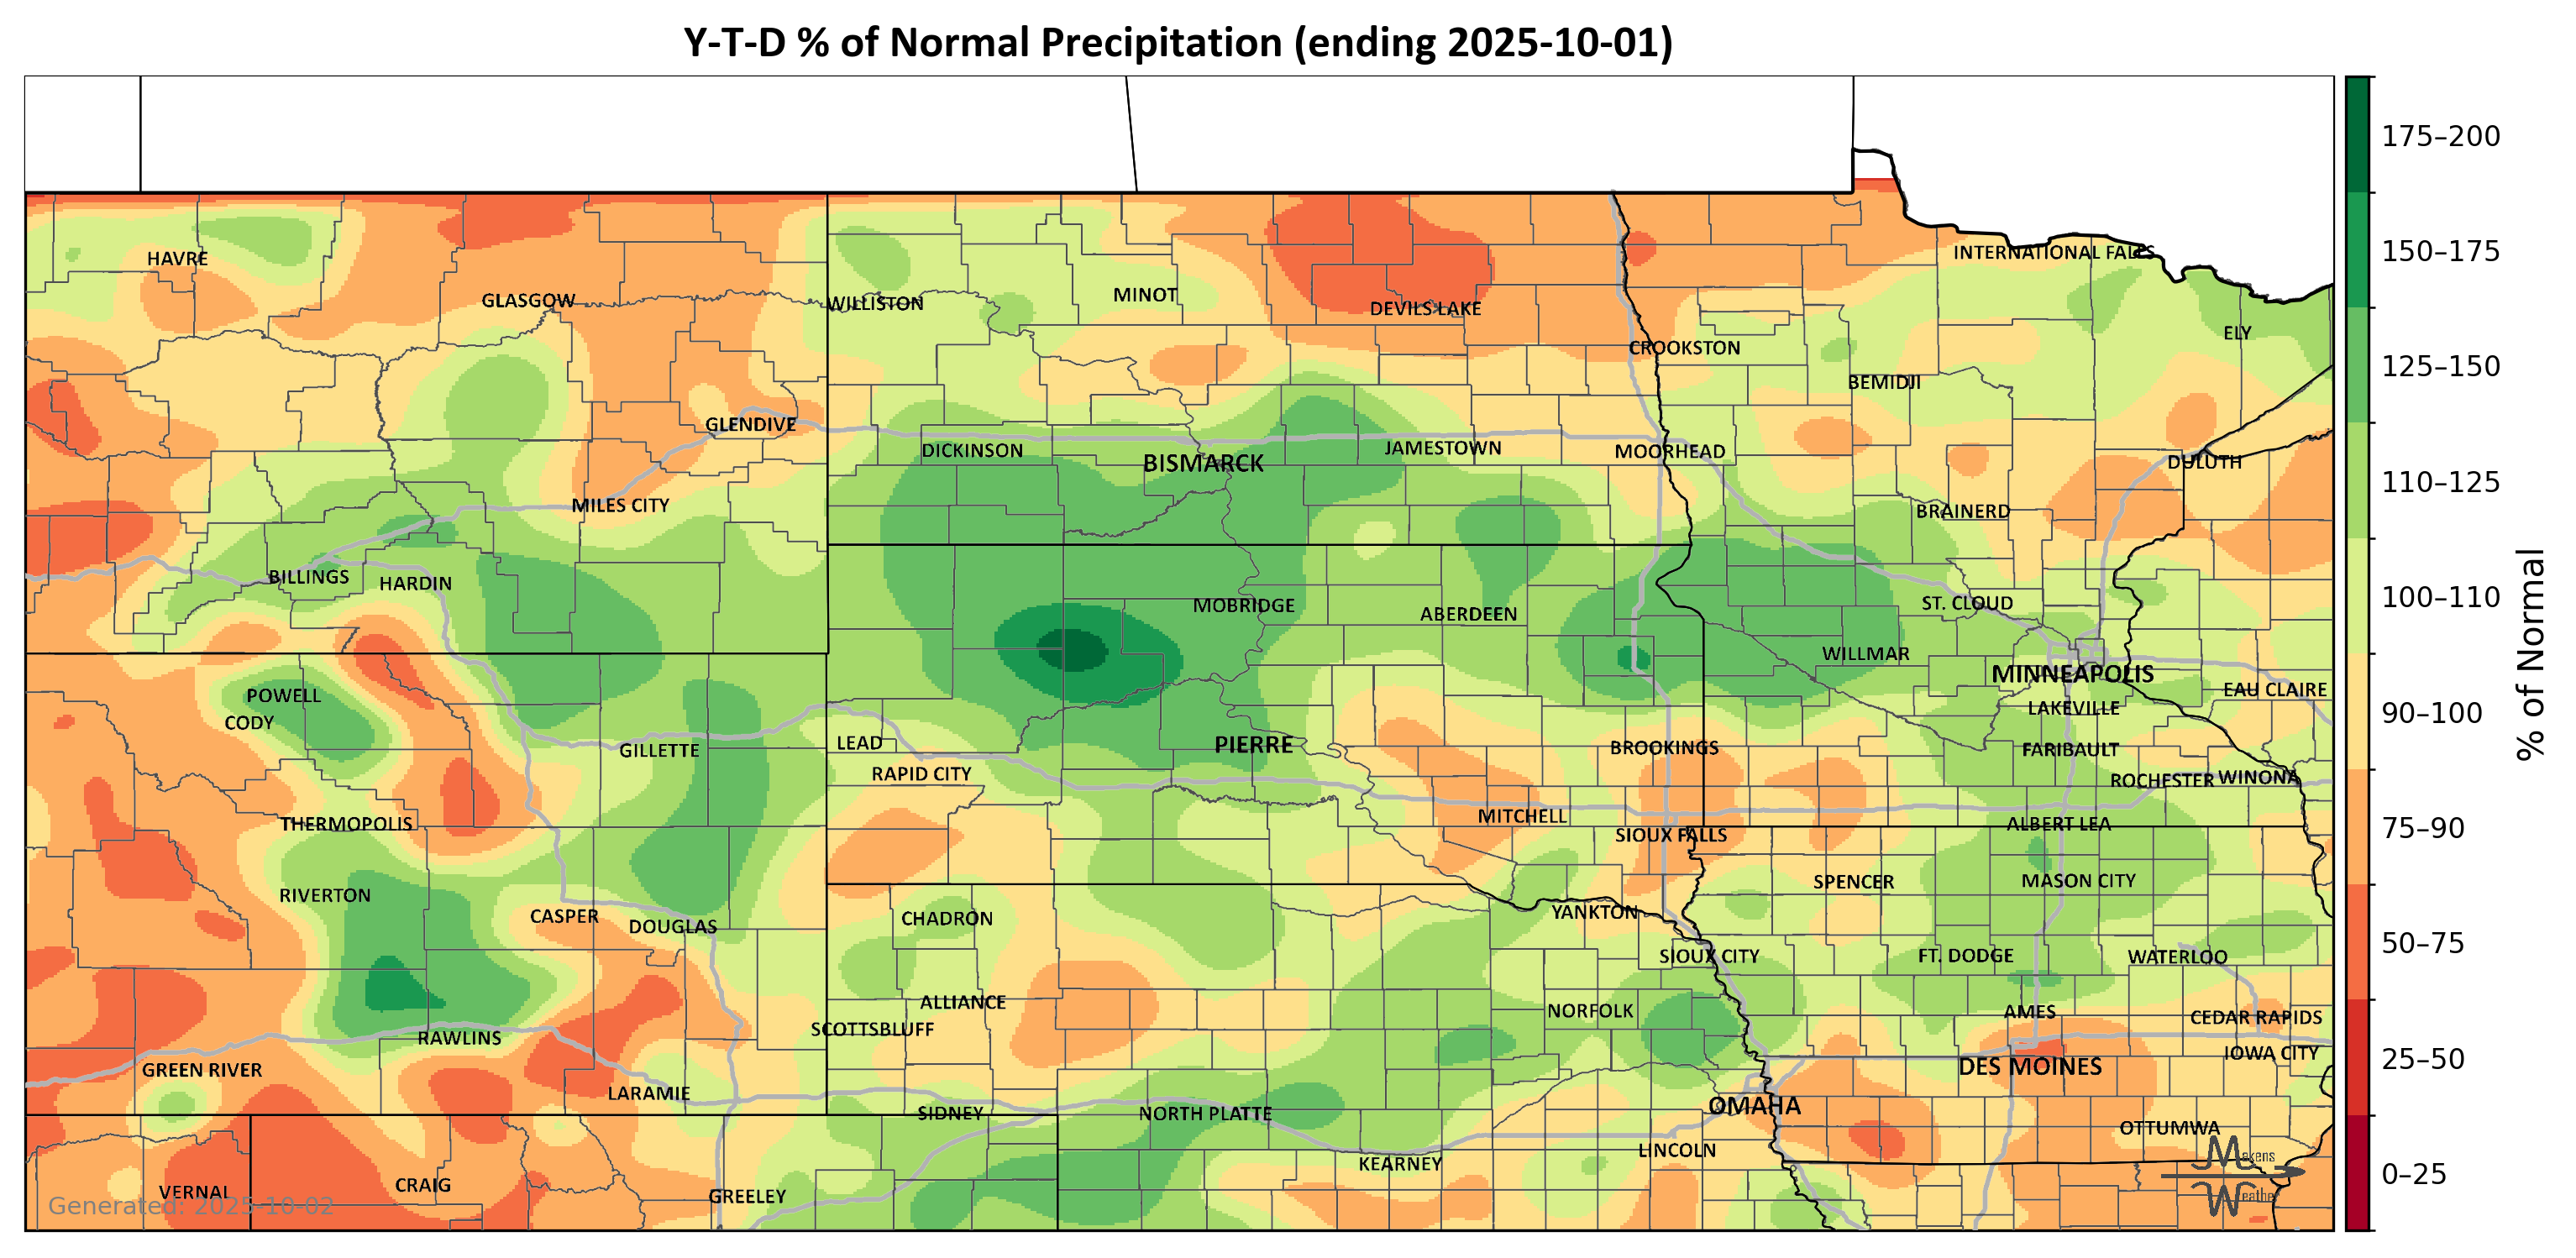 Y-T-D % of Normal Precipitation (ending 2025-10-01)
HAVRE
GLASGOW
WILLISTON
MINOT
DEVILS LAKE
CROOKSTON
INTERNATIONAL FALLS
ELY
BEMIDJI
GLENDIVE
DICKINSON
BISMARCK
JAMESTOWN
MOORHEAD
DULUTH
MILES CITY
BRAINERD
BILLINGS
HARDIN
MOBRIDGE
ABERDEEN
ST. CLOUD
WILLMAR
MINNEAPOLIS
EAU CLAIRE
POWELL
CODY
LAKEVILLE
GILLETTE
LEAD
PIERRE
BROOKINGS
FARIBAULT
RAPID CITY
ROCHESTER
WINONA
THERMOPOLIS
MITCHELL
SIOUX FALLS
ALBERT LEA
RIVERTON
SPENCER
MASON CITY
CASPER
DOUGLAS
CHADRON
YANKTON
SIOUX CITY
FT. DODGE
WATERLOO
ALLIANCE
NORFOLK
AMES
CEDAR RAPIDS
SCOTTSBLUFF
RAWLINS
IOWA CITY
GREEN RIVER
DES MOINES
LARAMIE
SIDNEY
NORTH PLATTE
OMAHA
OTTUMWA
LINCOLN
KEARNEY
VERNAL
CRAIG
GREELEY
Generated: 2025-10-02
Makens
Weather
175–200
150–175
125–150
110–125
100–110
90–100
75–90
50–75
25–50
0–25
% of Normal